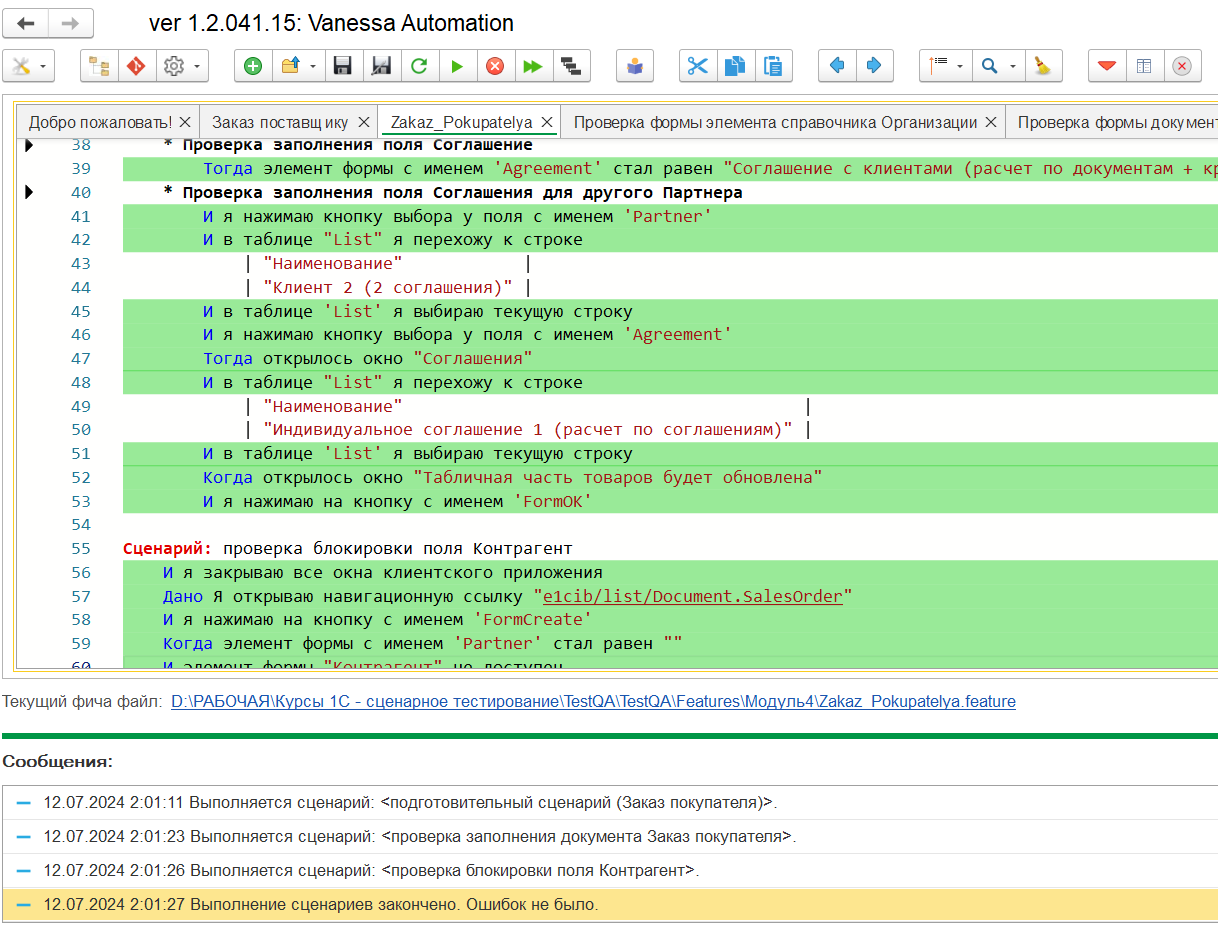 ver 1.2.041.15: Vanessa Automation
Добро пожаловать! Заказ поставщику Zakaz_Pokupatelya Проверка формы элемента справочника Организации Проверка формы документ
38 * Проверка заполнения поля Соглашение
39 Тогда элемент формы с именем 'Agreement' стал равен "Соглашение с клиентами (расчет по документам + кр
40 * Проверка заполнения поля Соглашения для другого Партнера
41 И я нажимаю кнопку выбора у поля с именем 'Partner'
42 И в таблице "List" я перехожу к строке
43 | "Наименование" |
44 | "Клиент 2 (2 соглашения)" |
45 И в таблице 'List' я выбираю текущую строку
46 И я нажимаю кнопку выбора у поля с именем 'Agreement'
47 Тогда открылось окно "Соглашения"
48 И в таблице "List" я перехожу к строке
49 | "Наименование" |
50 | "Индивидуальное соглашение 1 (расчет по соглашениям)" |
51 И в таблице 'List' я выбираю текущую строку
52 Когда открылось окно "Табличная часть товаров будет обновлена"
53 И я нажимаю на кнопку с именем 'FormOK'
54
55 Сценарий: проверка блокировки поля Контрагент
56 И я закрываю все окна клиентского приложения
57 Дано Я открываю навигационную ссылку "e1cib/list/Document.SalesOrder"
58 И я нажимаю на кнопку с именем 'FormCreate'
59 Когда элемент формы с именем 'Partner' стал равен ""
60 И элемент формы "Контрагент" не доступен
Текущий фича файл: D:\РАБОЧАЯ\Курсы 1С - сценарное тестирование\TestQA\TestQA\Features\Модуль4\Zakaz_Pokupatelya.feature
Сообщения:
12.07.2024 2:01:11 Выполняется сценарий: <подготовительный сценарий (Заказ покупателя)>.
12.07.2024 2:01:23 Выполняется сценарий: <проверка заполнения документа Заказ покупателя>.
12.07.2024 2:01:26 Выполняется сценарий: <проверка блокировки поля Контрагент>.
12.07.2024 2:01:27 Выполнение сценариев закончено. Ошибок не было.